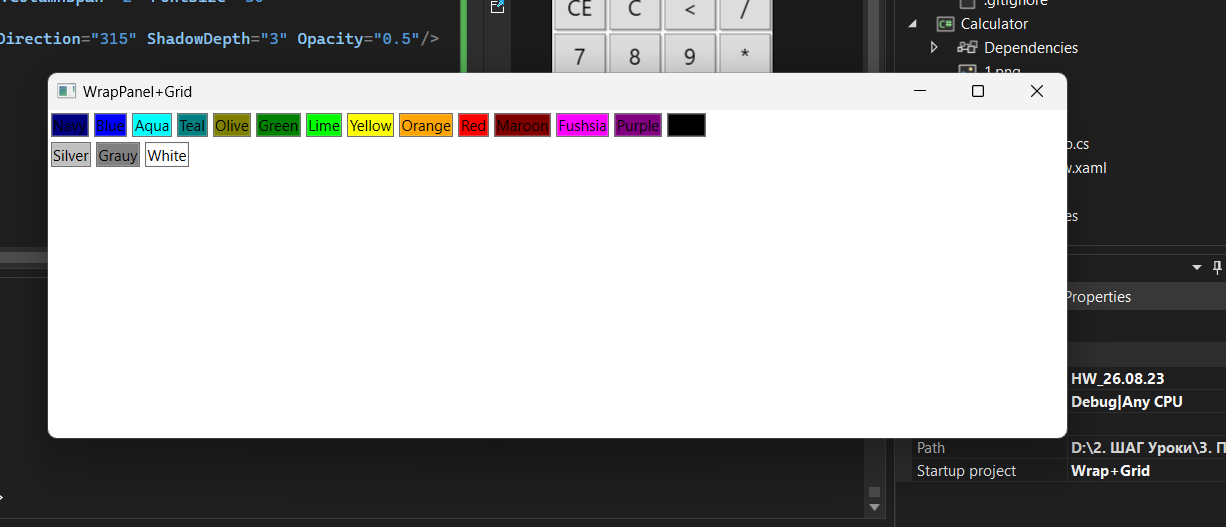 Direction="315" ShadowDepth="3" Opacity="0.5"/>
CE C < /
7 8 9 *
.gitignore
Calculator
Dependencies
1.png
WrapPanel+Grid
Navy Blue Aqua Teal Olive Green Lime Yellow Orange Red Maroon Fushsia Purple
Silver Grauy White
.cs
.xaml
es
Properties
HW_26.08.23
Debug|Any CPU
Path D:\2. ШАГ Уроки\3. П
Startup project Wrap+Grid